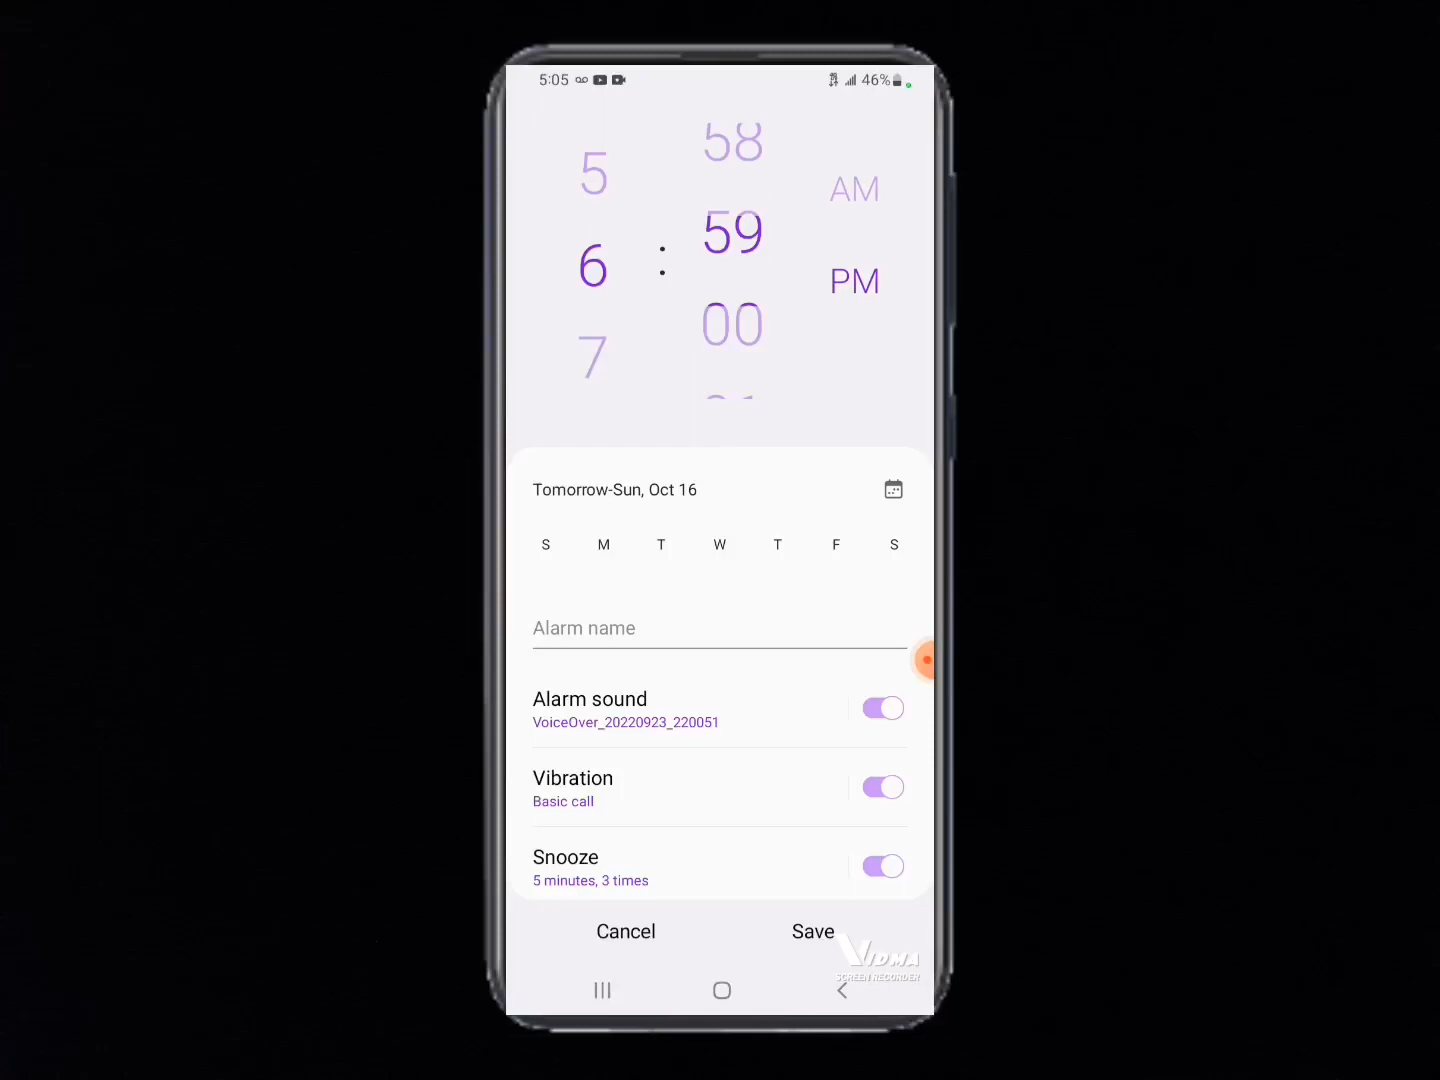 5:05 46%
58
5 AM
59
6 : PM
00
7
Tomorrow-Sun, Oct 16
S M T W T F S
Alarm name
Alarm sound
VoiceOver_20220923_220051
Vibration
Basic call
Snooze
5 minutes, 3 times
Cancel Save
VIDMA
SCREEN RECORDER